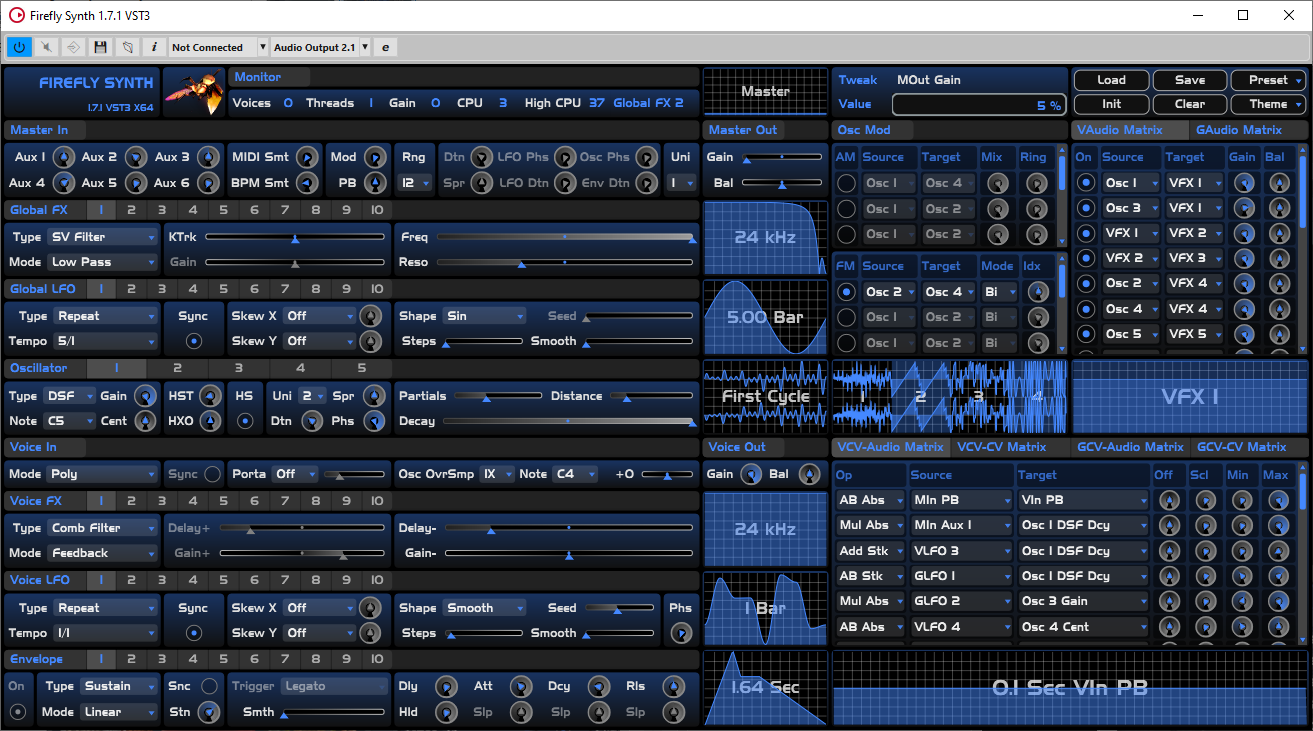 Firefly Synth 1.7.1 VST3
i Not Connected Audio Output 2.1 e
FIREFLY SYNTH
1.7.1 VST3 X64
Monitor
Voices 0 Threads 1 Gain 0 CPU 3 High CPU 37 Global FX 2
Master
Tweak MOut Gain
Value 5 %
Load Save Preset
Init Clear Theme
Master In
Aux 1 Aux 2 Aux 3 MIDI Smt Mod Rng Dtn LFO Phs Osc Phs Uni
Aux 4 Aux 5 Aux 6 BPM Smt PB 12 Spr LFO Dtn Env Dtn 1
Master Out
Gain
Bal
Osc Mod
AM Source Target Mix Ring
Osc 1 Osc 4
Osc 1 Osc 2
Osc 1 Osc 2
FM Source Target Mode Idx
Osc 2 Osc 4 Bi
Osc 1 Osc 2 Bi
Osc 1 Osc 2 Bi
VAudio Matrix GAudio Matrix
On Source Target Gain Bal
Osc 1 VFX 1
Osc 3 VFX 1
VFX 1 VFX 2
VFX 2 VFX 3
Osc 2 VFX 4
Osc 4 VFX 4
Osc 5 VFX 5
Global FX 1 2 3 4 5 6 7 8 9 10
Type SV Filter KTrk Freq
Mode Low Pass Gain Reso
24 kHz
Global LFO 1 2 3 4 5 6 7 8 9 10
Type Repeat Sync Skew X Off Shape Sin Seed
Tempo 5/1 Skew Y Off Steps Smooth
5.00 Bar
Oscillator 1 2 3 4 5
Type DSF Gain HST HS Uni 2 Spr Partials Distance
Note C5 Cent HXO Dtn Phs Decay
First Cycle
1 2 3 4
VFX 1
Voice In
Mode Poly Sync Porta Off Osc OvrSmp 1X Note C4 +0
Voice Out
Gain Bal
VCV-Audio Matrix VCV-CV Matrix GCV-Audio Matrix GCV-CV Matrix
Op Source Target Off Scl Min Max
AB Abs MIn PB VIn PB
Mul Abs MIn Aux 1 Osc 1 DSF Dcy
Add Stk VLFO 3 Osc 1 DSF Dcy
AB Stk GLFO 1 Osc 1 DSF Dcy
Mul Abs GLFO 2 Osc 3 Gain
AB Abs VLFO 4 Osc 4 Cent
Voice FX 1 2 3 4 5 6 7 8 9 10
Type Comb Filter Delay+ Delay-
Mode Feedback Gain+ Gain-
24 kHz
Voice LFO 1 2 3 4 5 6 7 8 9 10
Type Repeat Sync Skew X Off Shape Smooth Seed Phs
Tempo 1/1 Skew Y Off Steps Smooth
1 Bar
Envelope 1 2 3 4 5 6 7 8 9 10
On Type Sustain Snc Trigger Legato Dly Att Dcy Rls
Mode Linear Stn Smth Hld Slp Slp Slp
1.64 Sec
0.1 Sec VIn PB